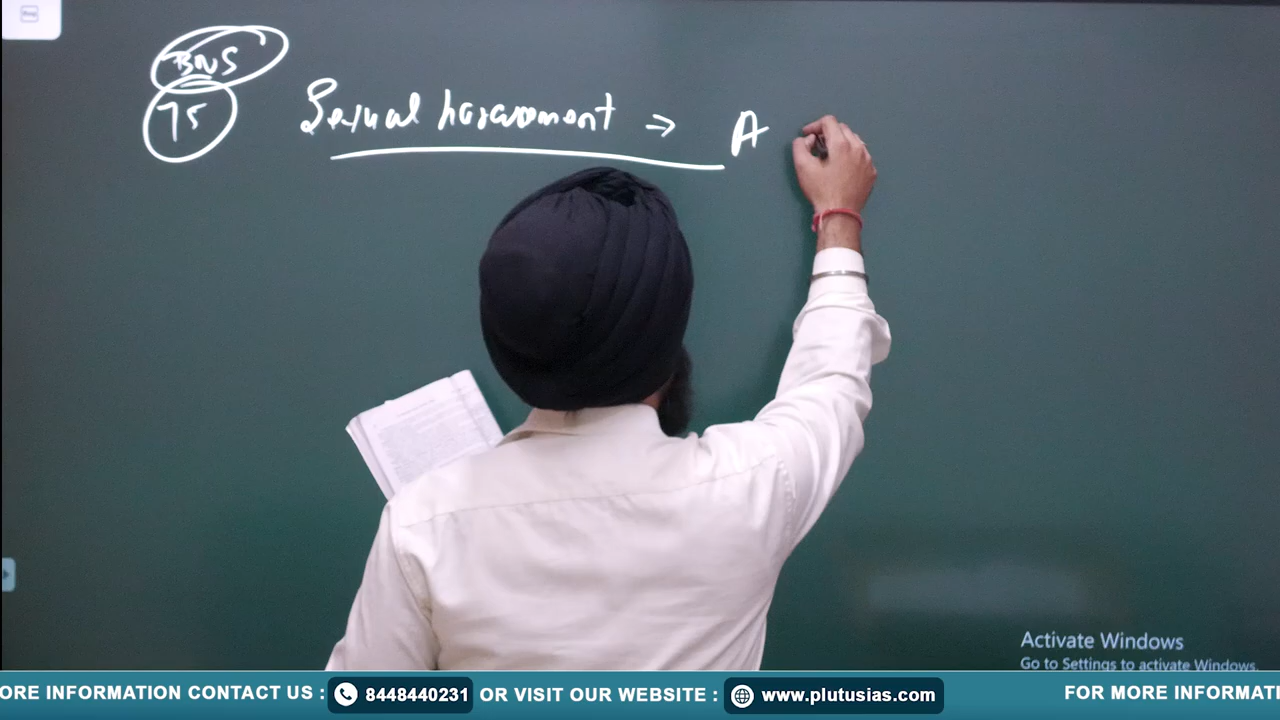 BNS
75 Sexual harassment → A
Activate Windows
Go to Settings to activate Windows.
ORE INFORMATION CONTACT US : 8448440231 OR VISIT OUR WEBSITE : www.plutusias.com FOR MORE INFORMATI